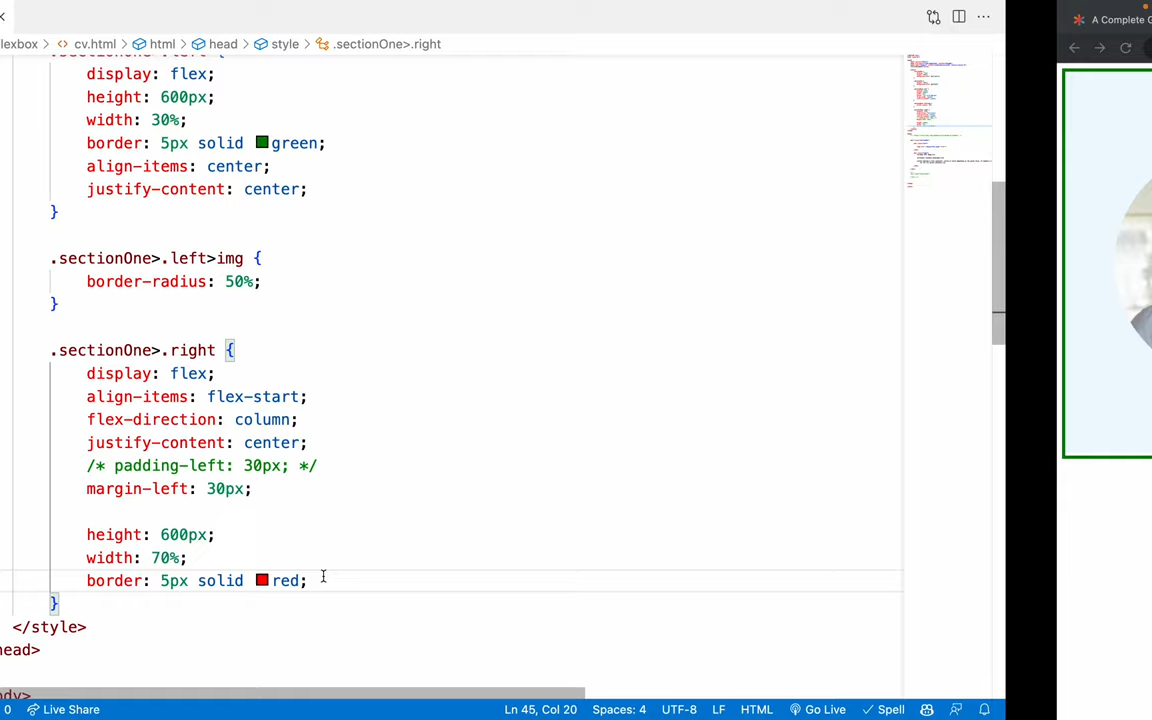 A Complete G
lexbox > cv.html > html > head > style > .sectionOne>.right
display: flex;
height: 600px;
width: 30%;
border: 5px solid green;
align-items: center;
justify-content: center;
}
.sectionOne>.left>img {
border-radius: 50%;
}
.sectionOne>.right {
display: flex;
align-items: flex-start;
flex-direction: column;
justify-content: center;
/* padding-left: 30px; */
margin-left: 30px;
height: 600px;
width: 70%;
border: 5px solid red;
}
</style>
ead>
ody>
0 Live Share Ln 45, Col 20 Spaces: 4 UTF-8 LF HTML Go Live Spell